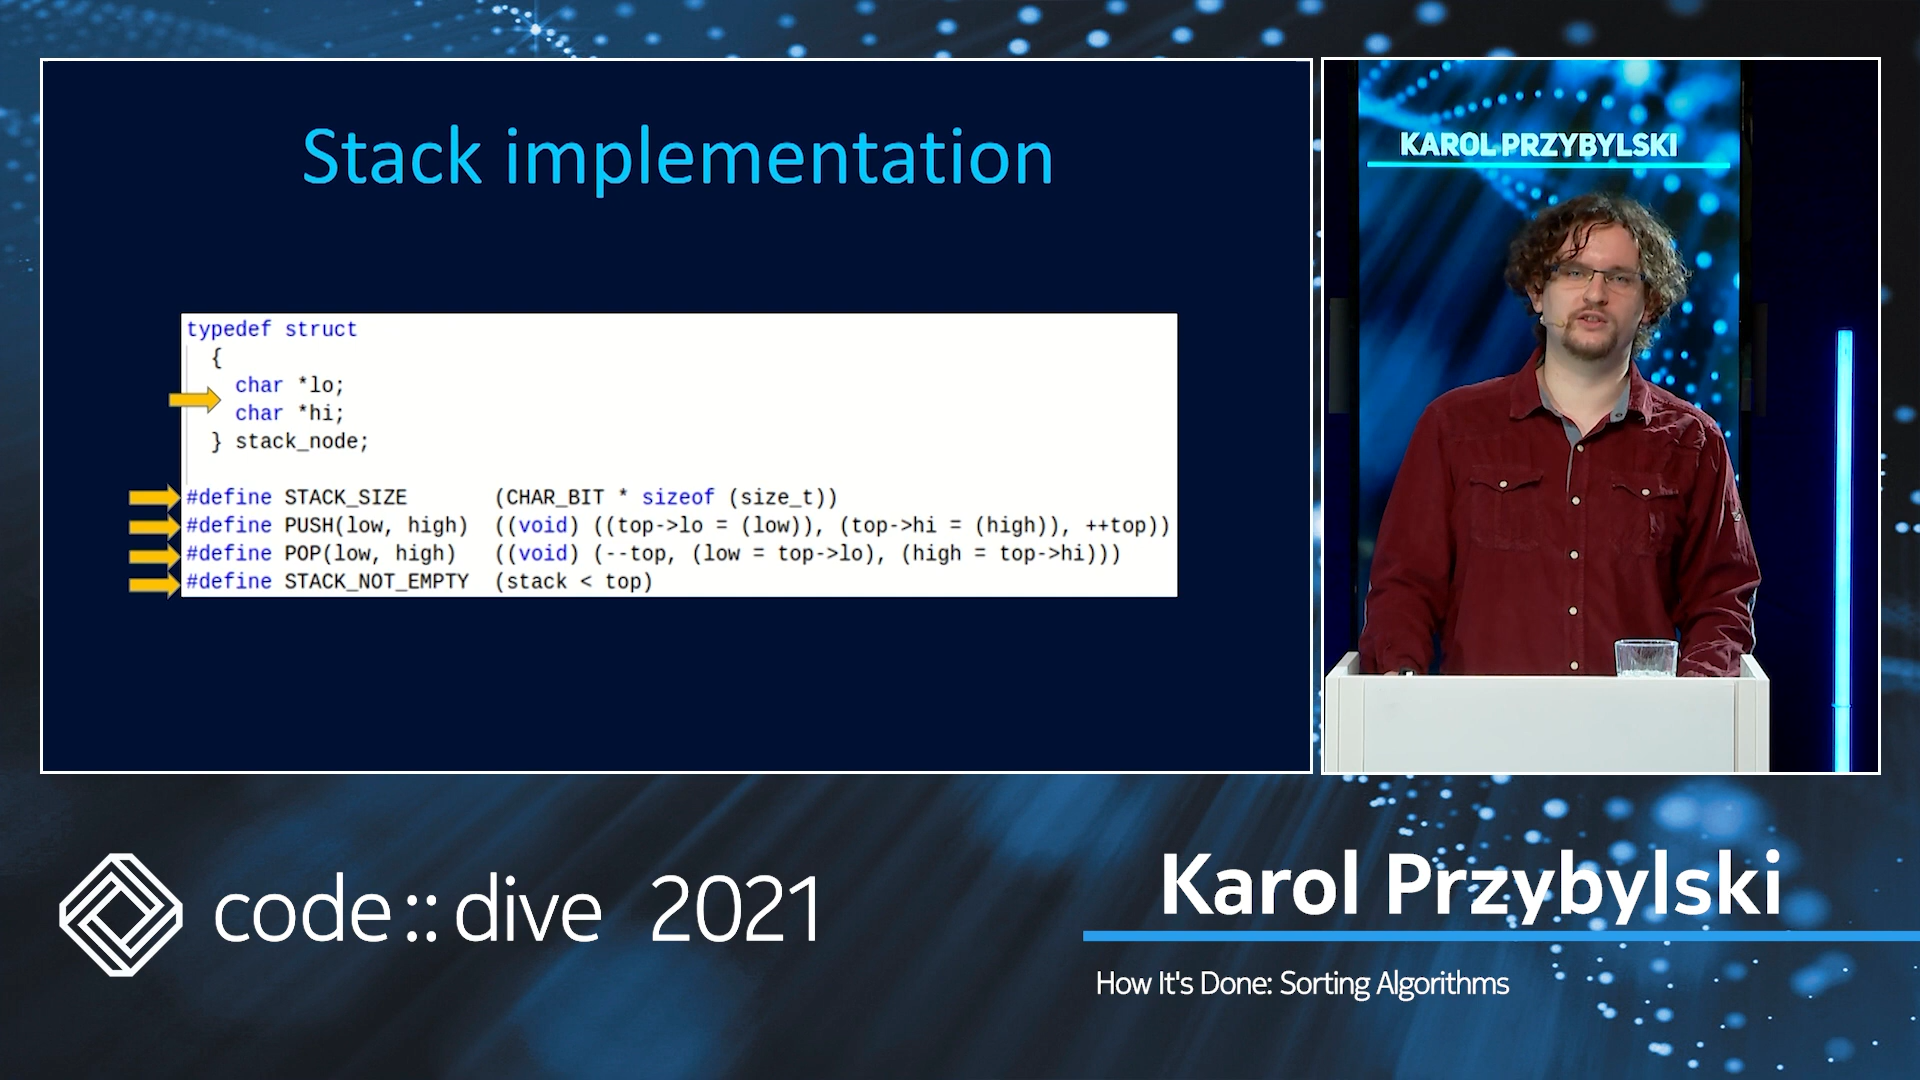 Stack implementation
typedef struct
{
char *lo;
char *hi;
} stack_node;
#define STACK_SIZE (CHAR_BIT * sizeof (size_t))
#define PUSH(low, high) ((void) ((top->lo = (low)), (top->hi = (high)), ++top))
#define POP(low, high) ((void) (--top, (low = top->lo), (high = top->hi)))
#define STACK_NOT_EMPTY (stack < top)
KAROL PRZYBYLSKI
code::dive 2021
Karol Przybylski
How It's Done: Sorting Algorithms